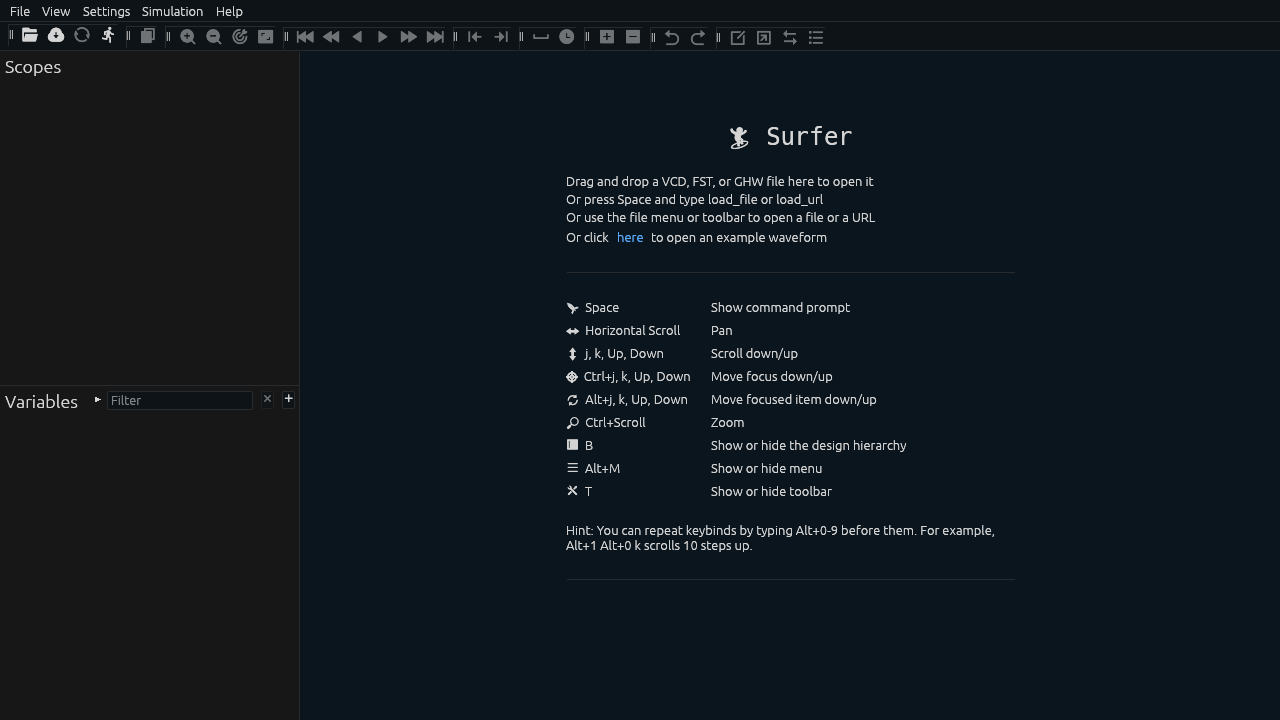 File View Settings Simulation Help
Scopes
Surfer
Drag and drop a VCD, FST, or GHW file here to open it
Or press Space and type load_file or load_url
Or use the file menu or toolbar to open a file or a URL
Or click here to open an example waveform
Space Show command prompt
Horizontal Scroll Pan
j, k, Up, Down Scroll down/up
Ctrl+j, k, Up, Down Move focus down/up
Alt+j, k, Up, Down Move focused item down/up
Ctrl+Scroll Zoom
B Show or hide the design hierarchy
Alt+M Show or hide menu
T Show or hide toolbar
Hint: You can repeat keybinds by typing Alt+0-9 before them. For example,
Alt+1 Alt+0 k scrolls 10 steps up.
Variables Filter